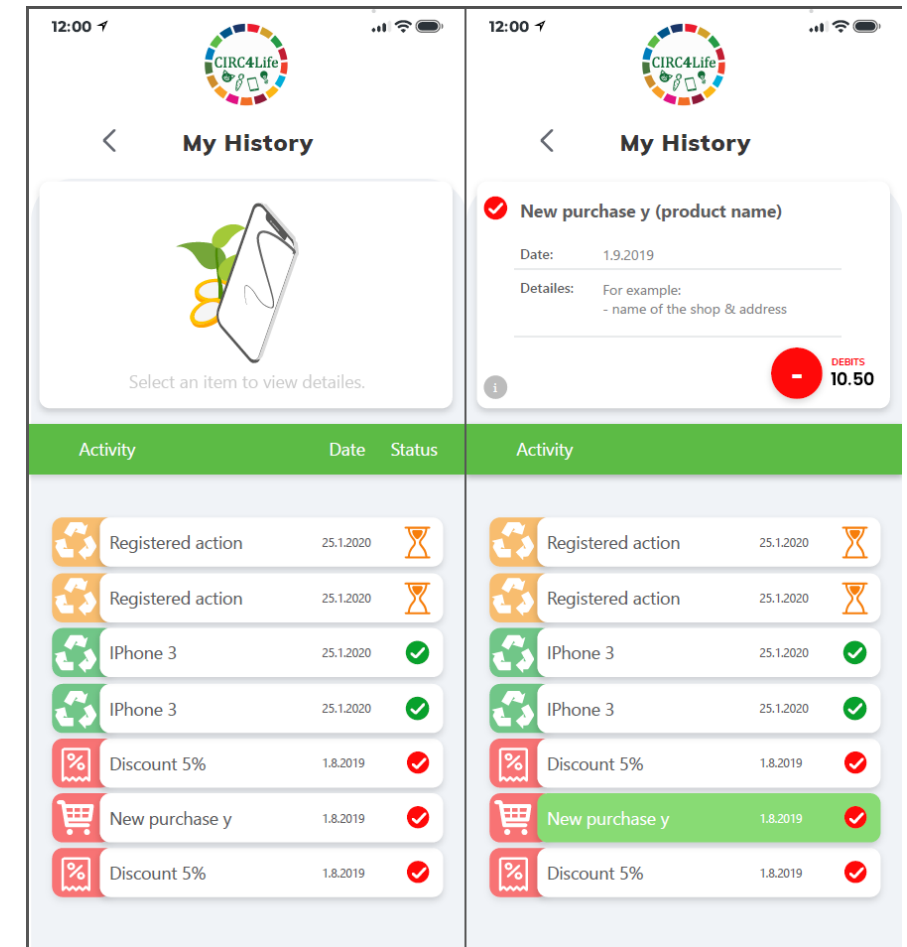 12:00
CIRC4Life
My History
Select an item to view detailes.
Activity Date Status
Registered action 25.1.2020
Registered action 25.1.2020
IPhone 3 25.1.2020
IPhone 3 25.1.2020
% Discount 5% 1.8.2019
New purchase y 1.8.2019
% Discount 5% 1.8.2019
12:00
CIRC4Life
My History
New purchase y (product name)
Date: 1.9.2019
Detailes: For example:
- name of the shop & address
DEBITS
- 10.50
i
Activity
Registered action 25.1.2020
Registered action 25.1.2020
IPhone 3 25.1.2020
IPhone 3 25.1.2020
% Discount 5% 1.8.2019
New purchase y 1.8.2019
% Discount 5% 1.8.2019